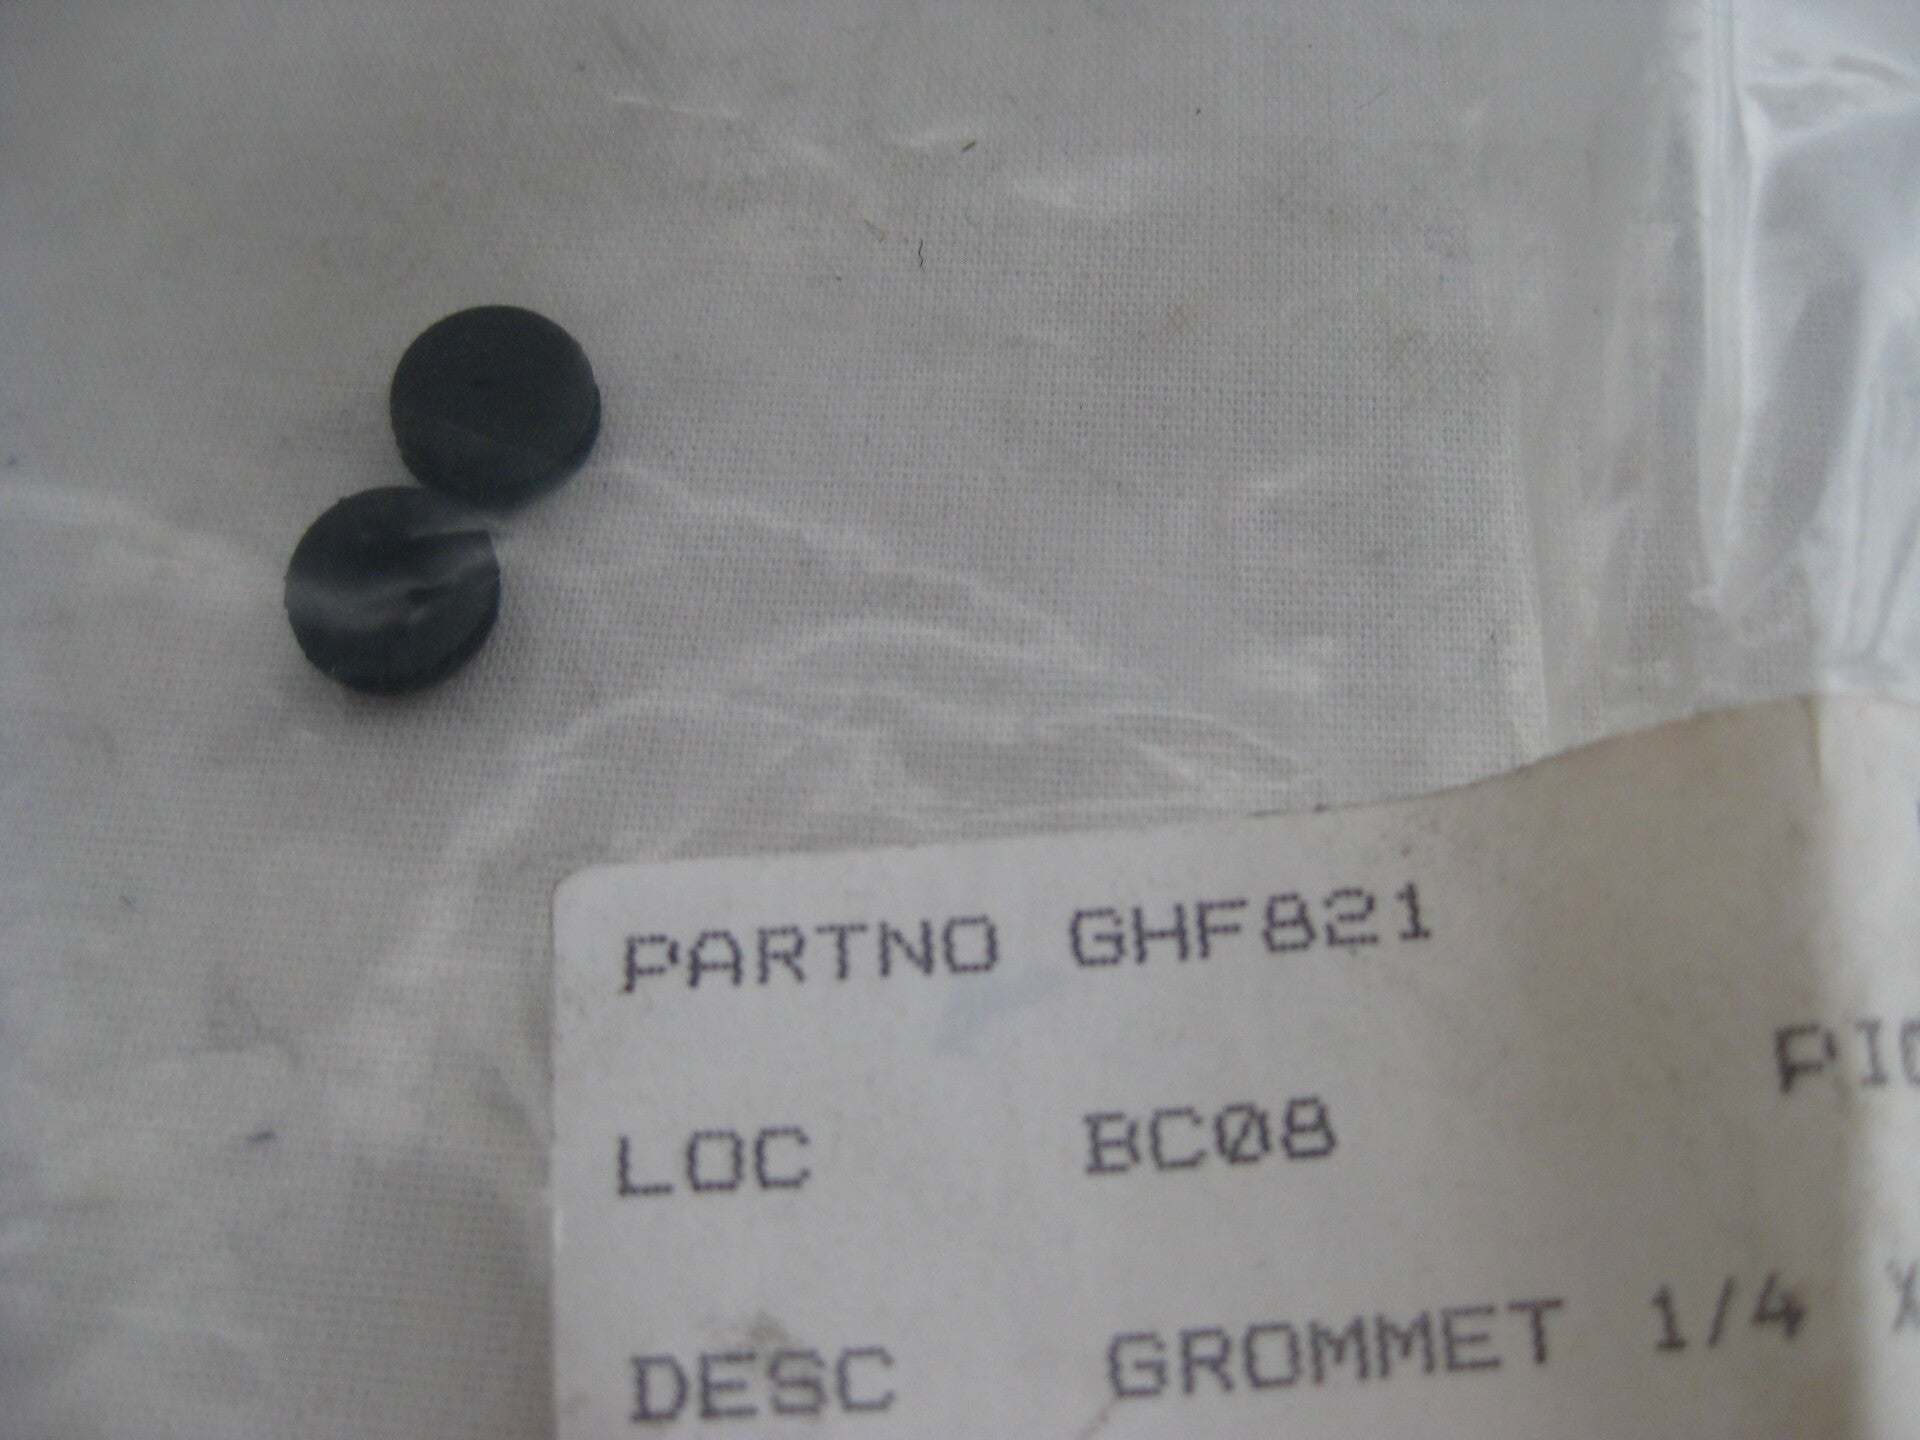 PARTNO GHF821
LOC BC08
DESC GROMMET 1/4 X